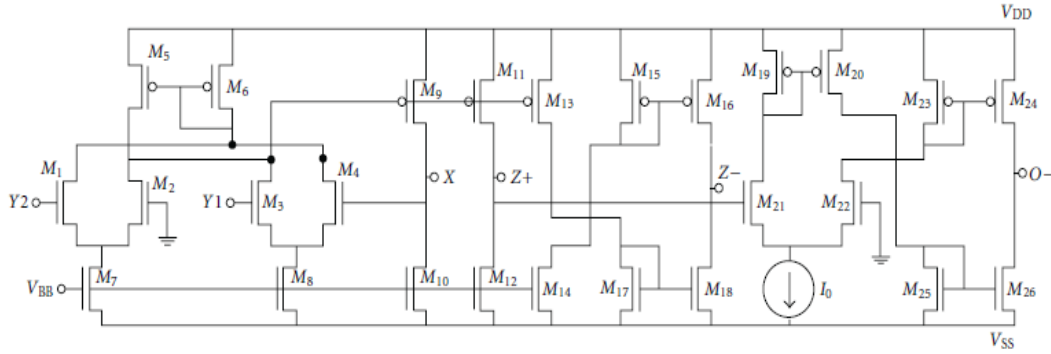 V_DD
M_5
M_6
M_9
M_11
M_13
M_15
M_16
M_19
M_20
M_23
M_24
M_1
M_2
M_4
Y2
Y1
M_3
X
Z+
Z−
M_21
M_22
O−
M_7
M_8
V_BB
M_10
M_12
M_14
M_17
M_18
I_0
M_25
M_26
V_SS